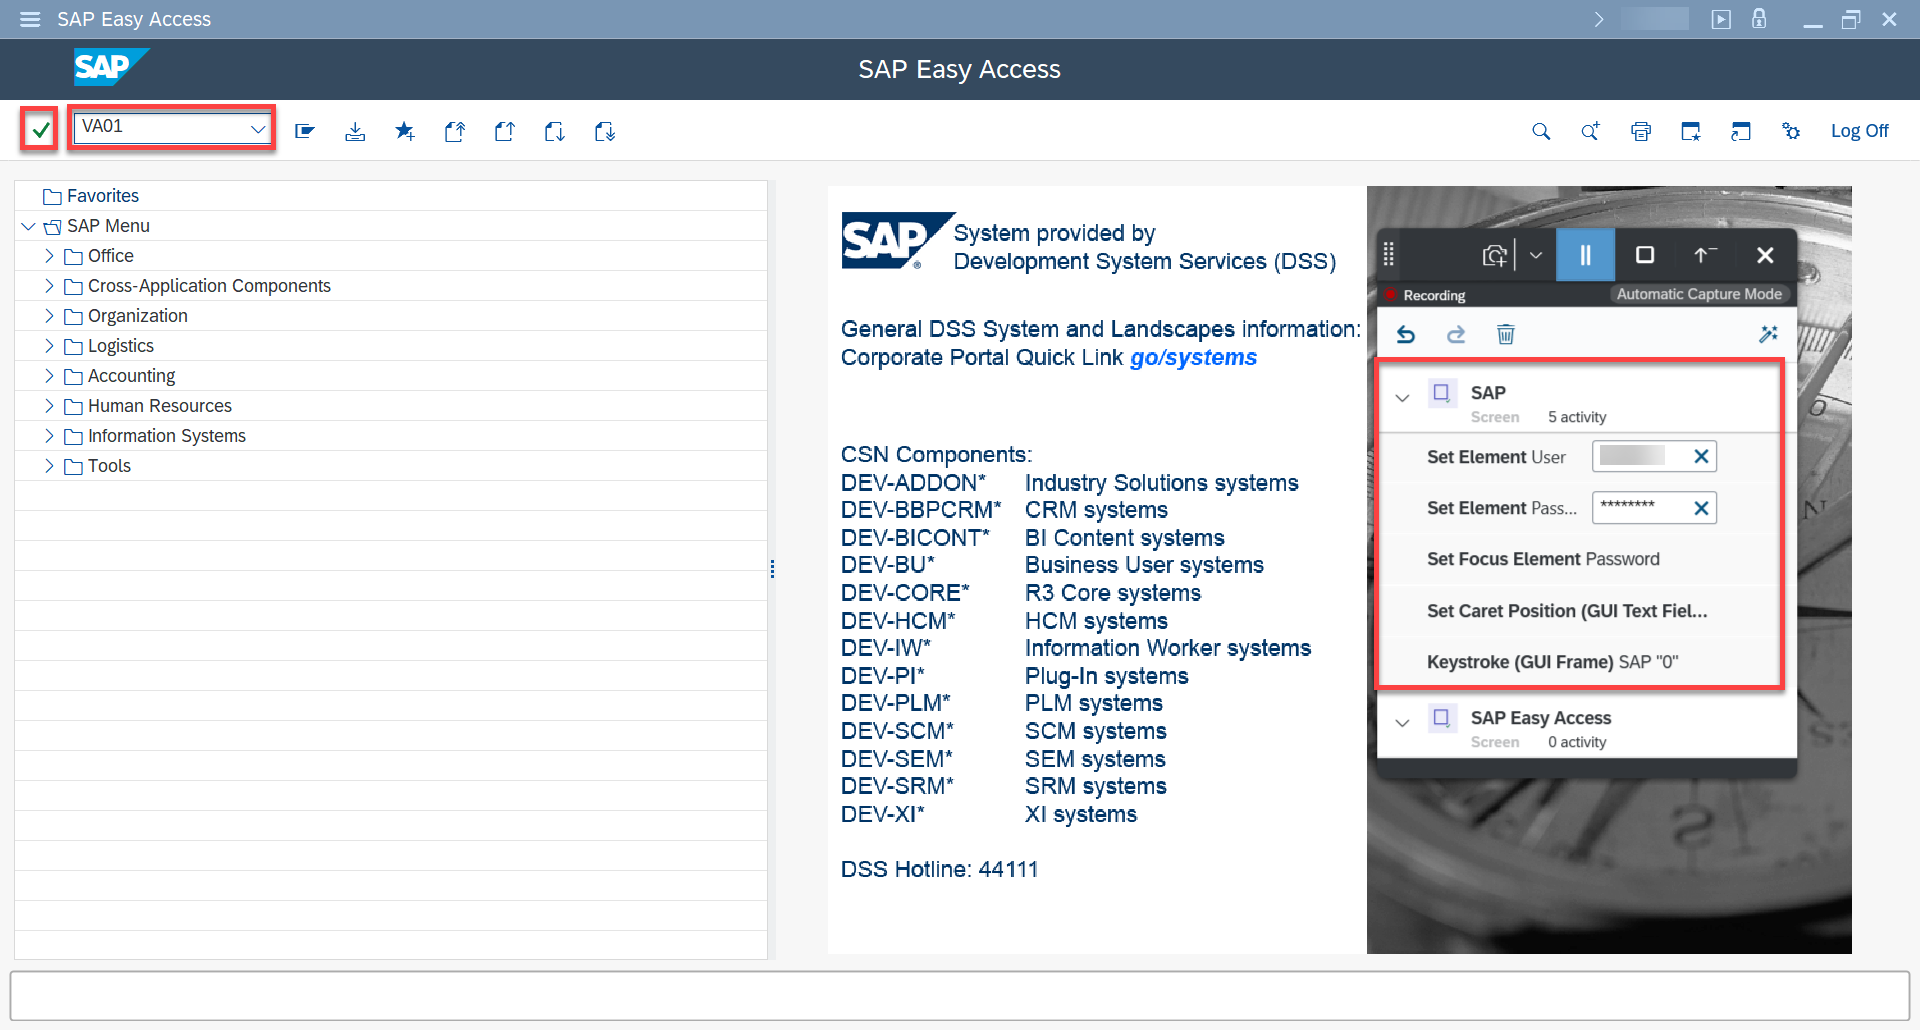 SAP Easy Access
SAP
SAP Easy Access
VA01
Log Off
Favorites
SAP Menu
Office
Cross-Application Components
Organization
Logistics
Accounting
Human Resources
Information Systems
Tools
SAP ®
System provided by
Development System Services (DSS)
General DSS System and Landscapes information:
Corporate Portal Quick Link go/systems
CSN Components:
DEV-ADDON* Industry Solutions systems
DEV-BBPCRM* CRM systems
DEV-BICONT* BI Content systems
DEV-BU* Business User systems
DEV-CORE* R3 Core systems
DEV-HCM* HCM systems
DEV-IW* Information Worker systems
DEV-PI* Plug-In systems
DEV-PLM* PLM systems
DEV-SCM* SCM systems
DEV-SEM* SEM systems
DEV-SRM* SRM systems
DEV-XI* XI systems
DSS Hotline: 44111
Recording
Automatic Capture Mode
SAP
Screen 5 activity
Set Element User
Set Element Pass... ********
Set Focus Element Password
Set Caret Position (GUI Text Fiel...
Keystroke (GUI Frame) SAP "0"
SAP Easy Access
Screen 0 activity